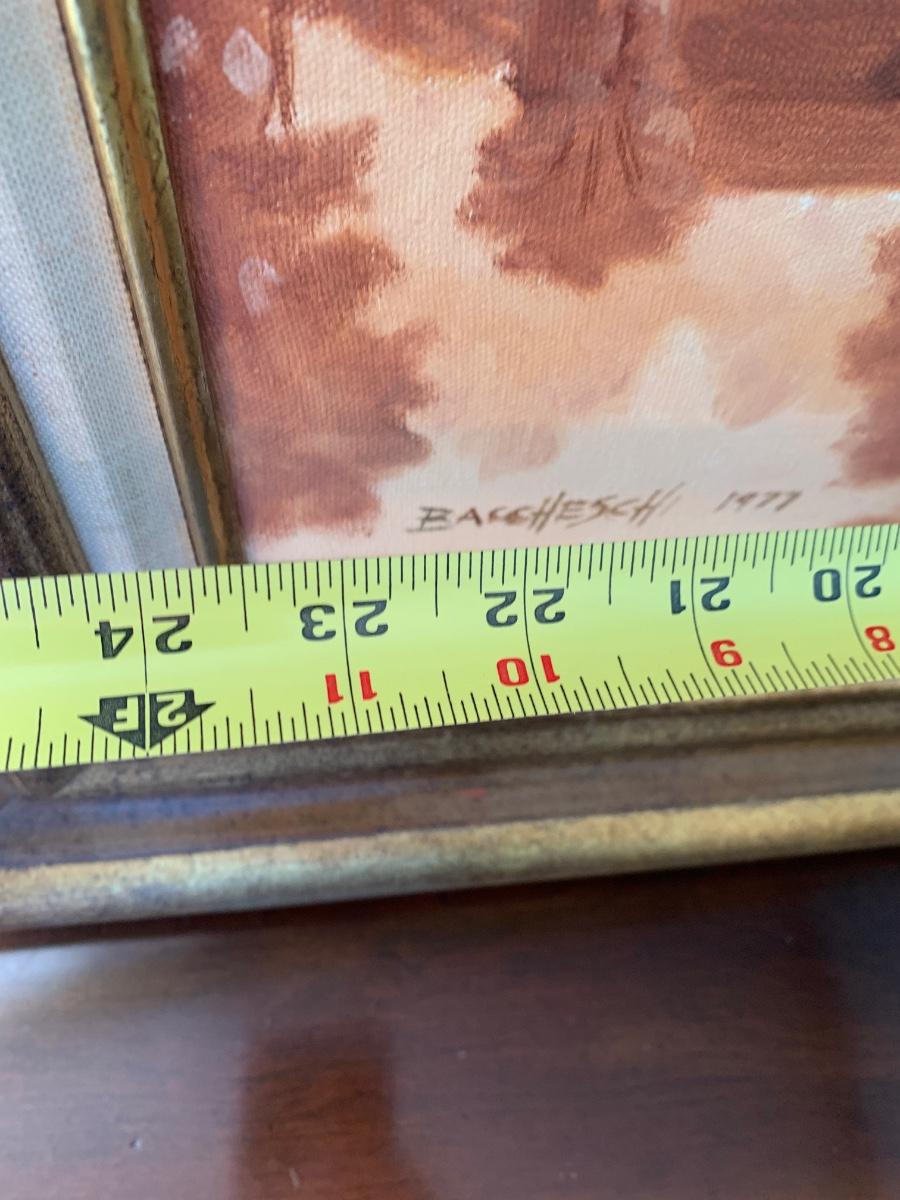 BACCHESCHI 1977
24 23 22 21 20
2F 11 10 9 8